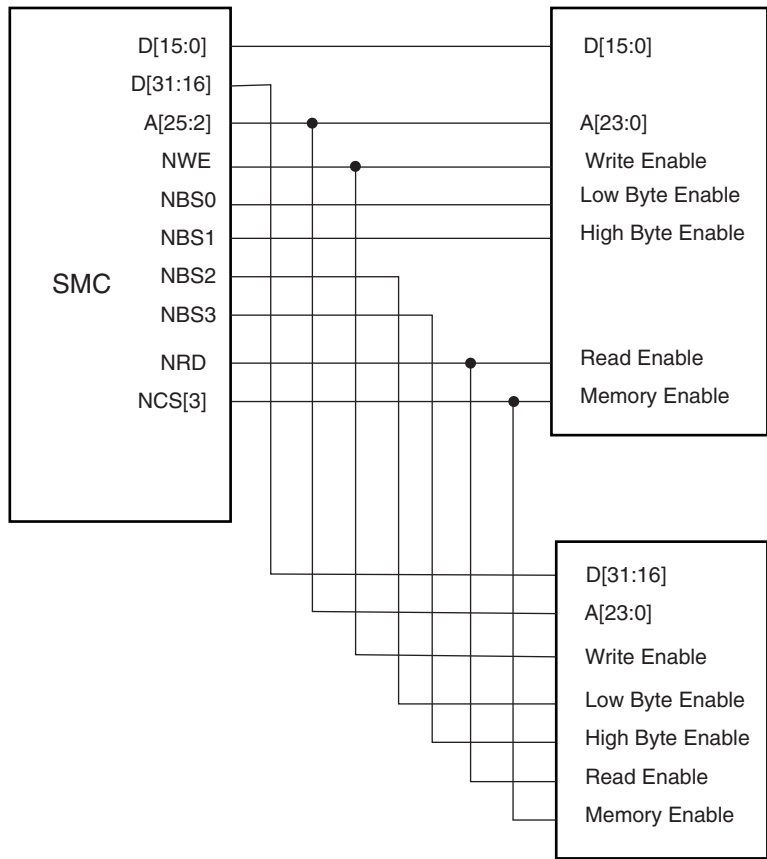 D[15:0]
D[31:16]
A[25:2]
NWE
NBS0
NBS1
NBS2
NBS3
NRD
NCS[3]
SMC
D[15:0]
A[23:0]
Write Enable
Low Byte Enable
High Byte Enable
Read Enable
Memory Enable
D[31:16]
A[23:0]
Write Enable
Low Byte Enable
High Byte Enable
Read Enable
Memory Enable